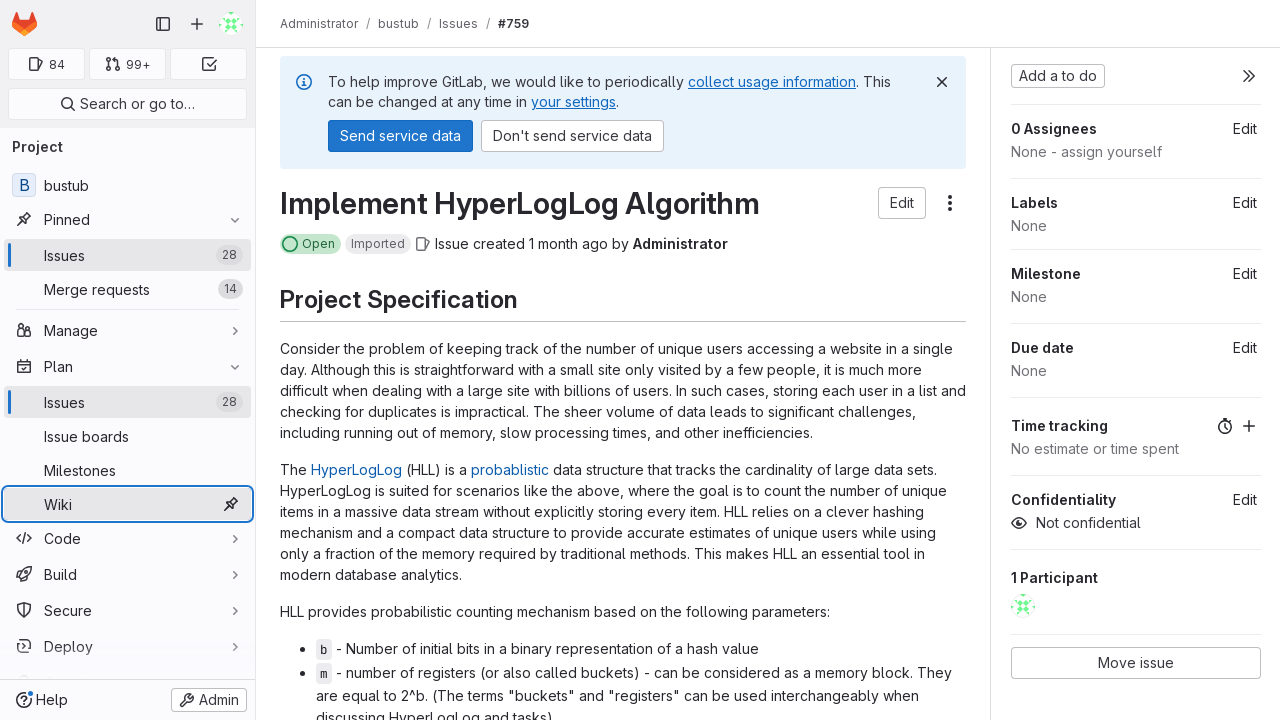 84
99+
Search or go to…
Project
B
bustub
Pinned
Issues
28
Merge requests
14
Manage
Plan
Issues
28
Issue boards
Milestones
Wiki
Code
Build
Secure
Deploy
Help
Admin
Administrator / bustub / Issues / #759
To help improve GitLab, we would like to periodically collect usage information. This
can be changed at any time in your settings.
Send service data
Don't send service data
Implement HyperLogLog Algorithm
Edit
Open
Imported
Issue created 1 month ago by Administrator
Project Specification
Consider the problem of keeping track of the number of unique users accessing a website in a single
day. Although this is straightforward with a small site only visited by a few people, it is much more
difficult when dealing with a large site with billions of users. In such cases, storing each user in a list and
checking for duplicates is impractical. The sheer volume of data leads to significant challenges,
including running out of memory, slow processing times, and other inefficiencies.
The HyperLogLog (HLL) is a probablistic data structure that tracks the cardinality of large data sets.
HyperLogLog is suited for scenarios like the above, where the goal is to count the number of unique
items in a massive data stream without explicitly storing every item. HLL relies on a clever hashing
mechanism and a compact data structure to provide accurate estimates of unique users while using
only a fraction of the memory required by traditional methods. This makes HLL an essential tool in
modern database analytics.
HLL provides probabilistic counting mechanism based on the following parameters:
• b - Number of initial bits in a binary representation of a hash value
• m - number of registers (or also called buckets) - can be considered as a memory block. They
are equal to 2^b. (The terms "buckets" and "registers" can be used interchangeably when
discussing HyperLogLog and tasks)
Add a to do
0 Assignees
Edit
None - assign yourself
Labels
Edit
None
Milestone
Edit
None
Due date
Edit
None
Time tracking
No estimate or time spent
Confidentiality
Edit
Not confidential
1 Participant
Move issue